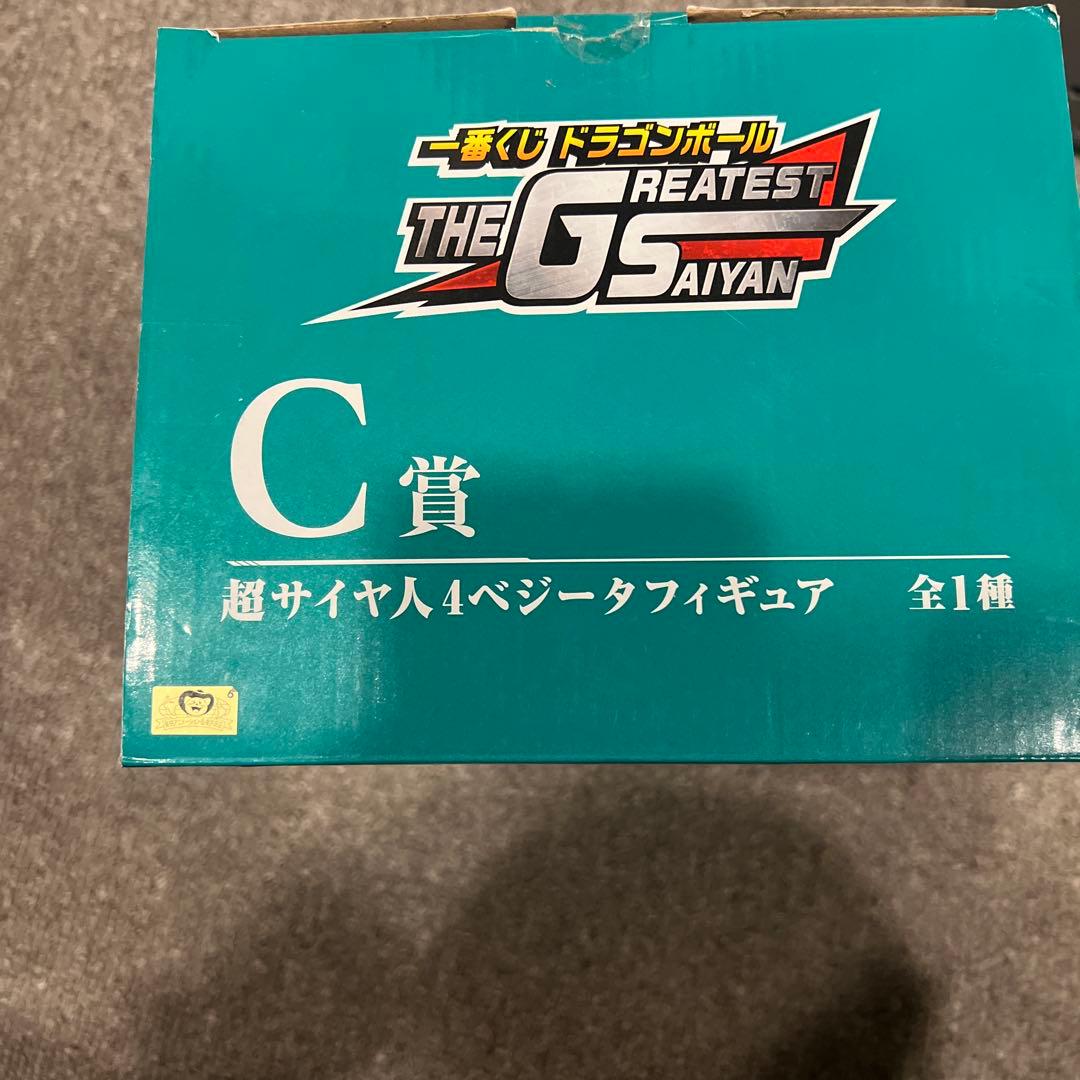 一番くじ ドラゴンボール
THE GREATEST
SAIYAN
C賞
超サイヤ人4ベジータフィギュア 全1種
6